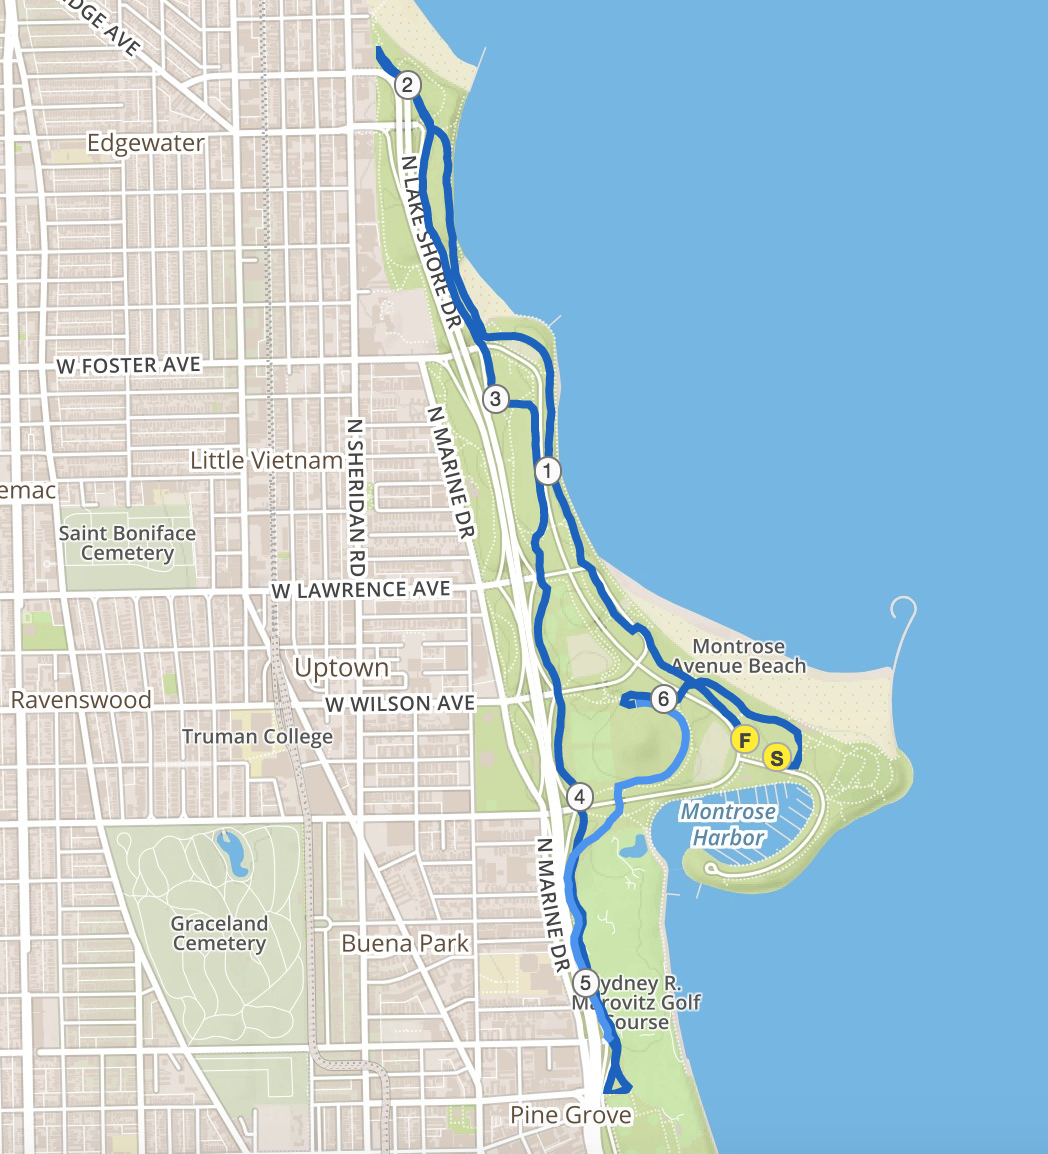 DGE AVE
2
Edgewater
N LAKE SHORE DR
W FOSTER AVE
3
N MARINE DR
N SHERIDAN RD
Little Vietnam
1
emac
Saint Boniface
Cemetery
W LAWRENCE AVE
Montrose
Avenue Beach
Uptown
Ravenswood
W WILSON AVE
6
Truman College
F
S
4
Montrose
Harbor
N MARINE DR
Graceland
Cemetery
Buena Park
5
ydney R.
Marovitz Golf
Course
Pine Grove